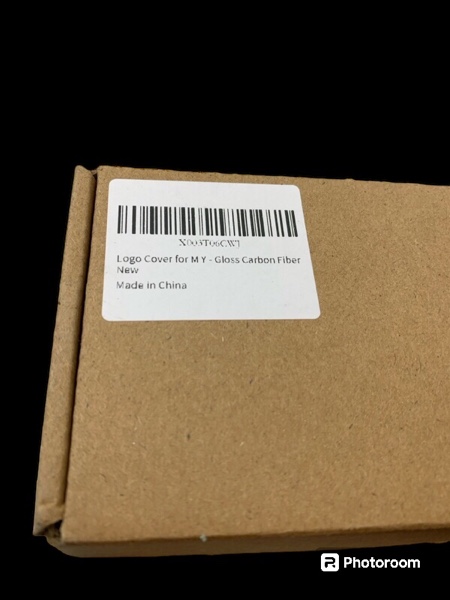 X003T06CWJ
Logo Cover for M Y - Gloss Carbon Fiber
New
Made in China
Photoroom